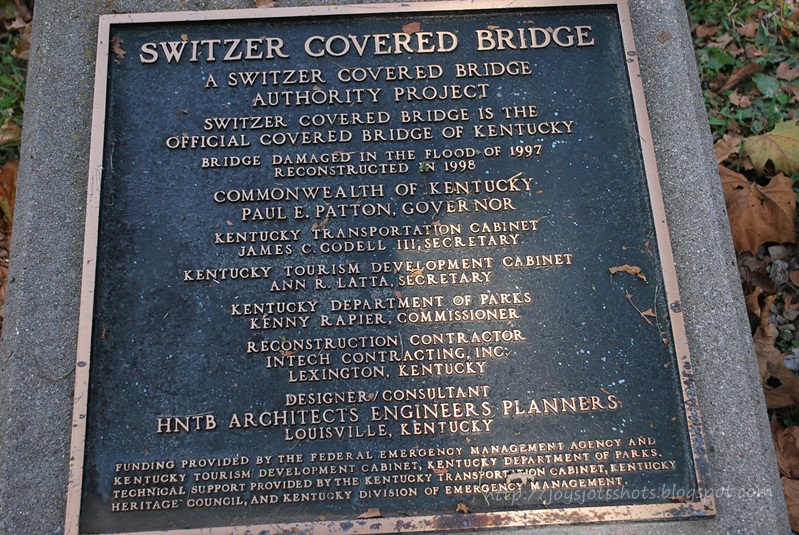 SWITZER COVERED BRIDGE
A SWITZER COVERED BRIDGE
AUTHORITY PROJECT
SWITZER COVERED BRIDGE IS THE
OFFICIAL COVERED BRIDGE OF KENTUCKY
BRIDGE DAMAGED IN THE FLOOD OF 1997
RECONSTRUCTED IN 1998
COMMONWEALTH OF KENTUCKY
PAUL E. PATTON, GOVERNOR
KENTUCKY TRANSPORTATION CABINET
JAMES C. CODELL III, SECRETARY
KENTUCKY TOURISM DEVELOPMENT CABINET
ANN R. LATTA, SECRETARY
KENTUCKY DEPARTMENT OF PARKS
KENNY RAPIER, COMMISSIONER
RECONSTRUCTION CONTRACTOR
INTECH CONTRACTING, INC.
LEXINGTON, KENTUCKY
DESIGNER/CONSULTANT
HNTB ARCHITECTS ENGINEERS PLANNERS
LOUISVILLE, KENTUCKY
FUNDING PROVIDED BY THE FEDERAL EMERGENCY MANAGEMENT AGENCY AND
KENTUCKY TOURISM DEVELOPMENT CABINET, KENTUCKY DEPARTMENT OF PARKS.
TECHNICAL SUPPORT PROVIDED BY THE KENTUCKY TRANSPORTATION CABINET, KENTUCKY
HERITAGE COUNCIL, AND KENTUCKY DIVISION OF EMERGENCY MANAGEMENT.
http://joysjotsshots.blogspot.com